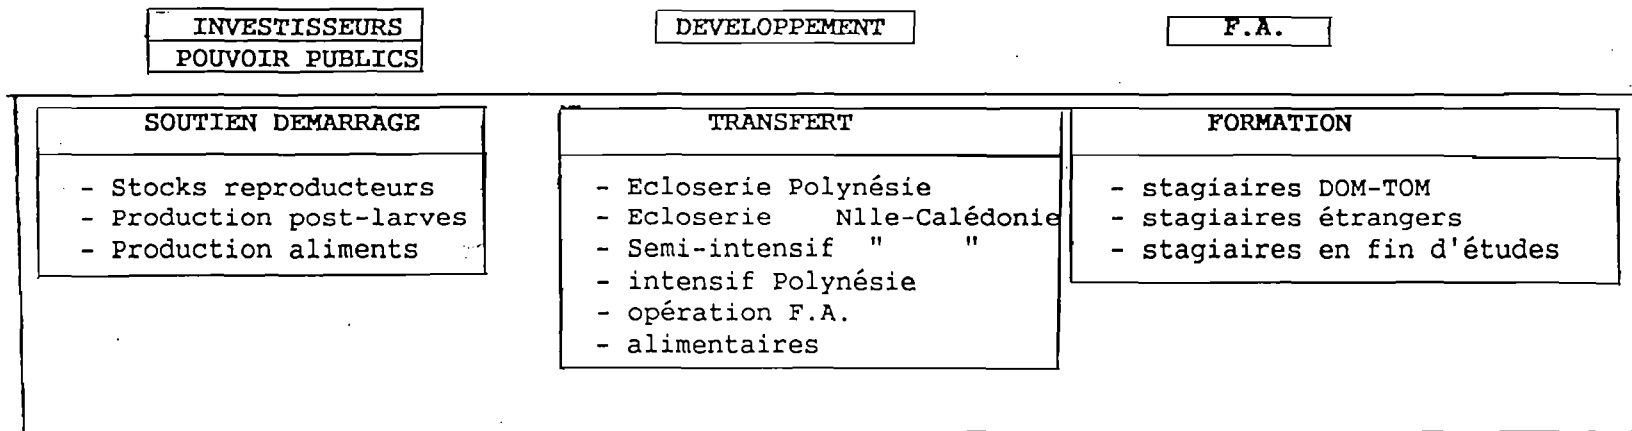 INVESTISSEURS
POUVOIR PUBLICS
DEVELOPPEMENT
F.A.
SOUTIEN DEMARRAGE
- Stocks reproducteurs
- Production post-larves
- Production aliments
TRANSFERT
- Ecloserie Polynésie
- Ecloserie Nlle-Calédonie
- Semi-intensif " "
- intensif Polynésie
- opération F.A.
- alimentaires
FORMATION
- stagiaires DOM-TOM
- stagiaires étrangers
- stagiaires en fin d'études